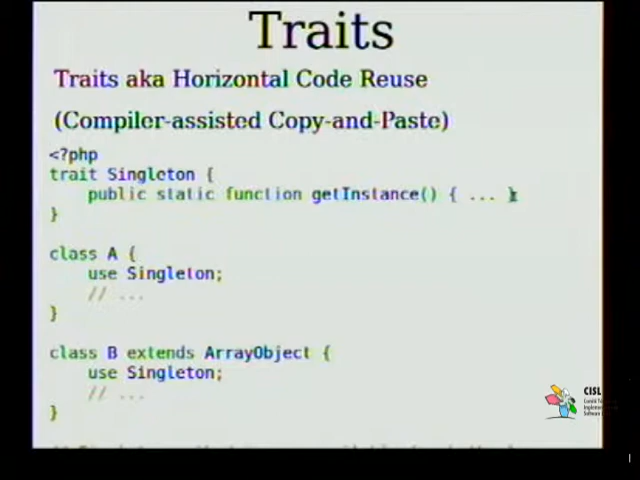 Traits
Traits aka Horizontal Code Reuse
(Compiler-assisted Copy-and-Paste)
<?php
trait Singleton {
public static function getInstance() { ... }
}
class A {
use Singleton;
// ...
}
class B extends ArrayObject {
use Singleton;
// ...
}
CISL